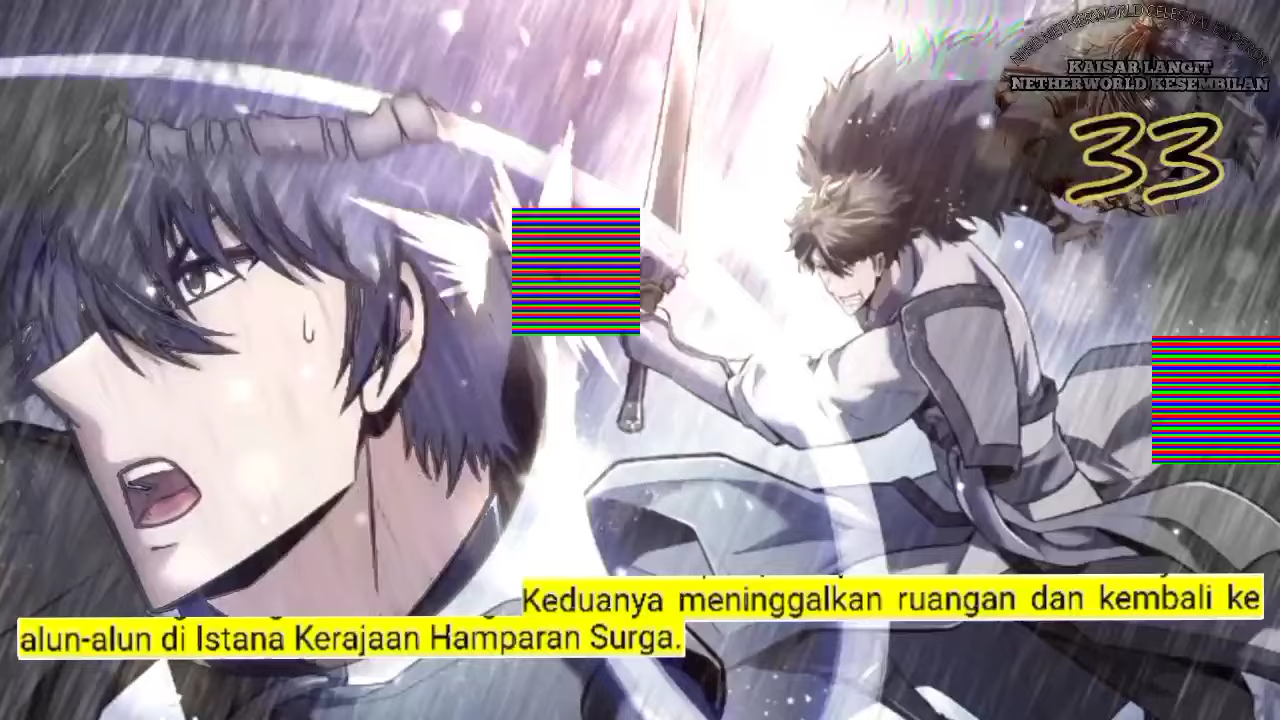 KAISAR LANGIT
NETHERWORLD KESEMBILAN
33
Keduanya meninggalkan ruangan dan kembali ke
alun-alun di Istana Kerajaan Hamparan Surga.